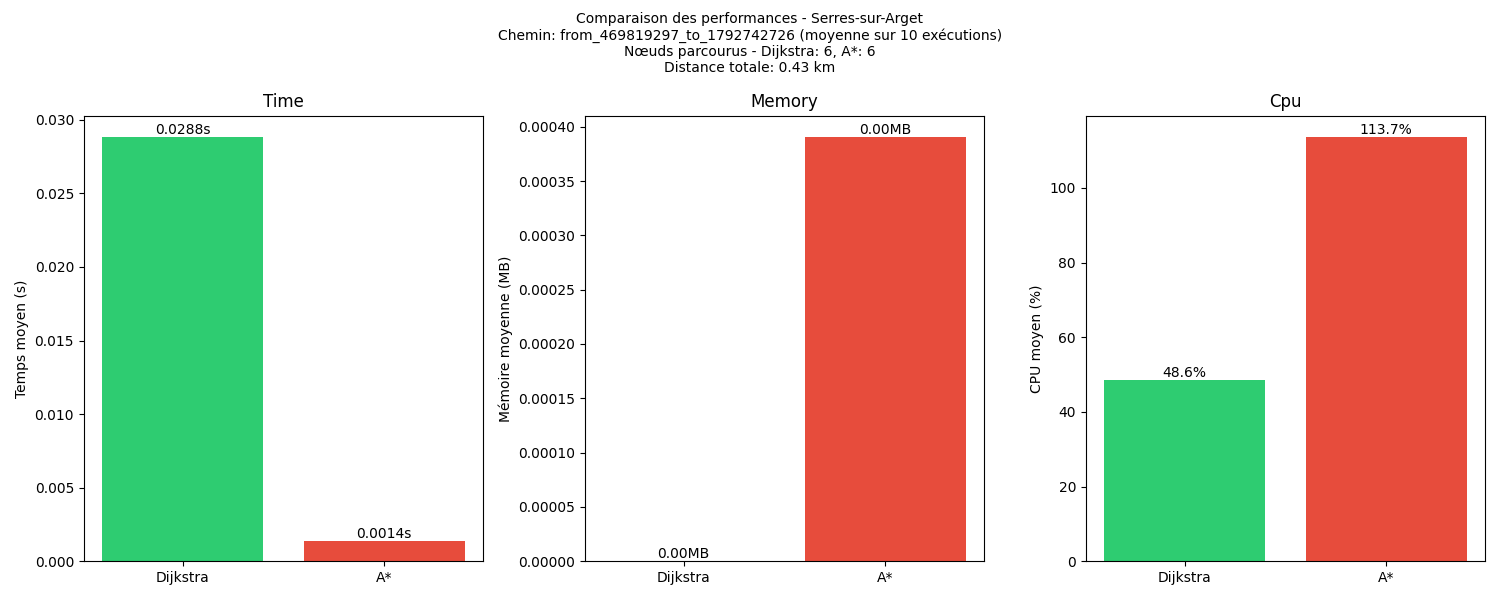 Comparaison des performances - Serres-sur-Arget
Chemin: from_469819297_to_1792742726 (moyenne sur 10 exécutions)
Nœuds parcourus - Dijkstra: 6, A*: 6
Distance totale: 0.43 km
Time
Temps moyen (s)
0.030
0.025
0.020
0.015
0.010
0.005
0.000
0.0288s
0.0014s
Dijkstra
A*
Memory
Mémoire moyenne (MB)
0.00040
0.00035
0.00030
0.00025
0.00020
0.00015
0.00010
0.00005
0.00000
0.00MB
0.00MB
Dijkstra
A*
Cpu
CPU moyen (%)
100
80
60
40
20
0
48.6%
113.7%
Dijkstra
A*